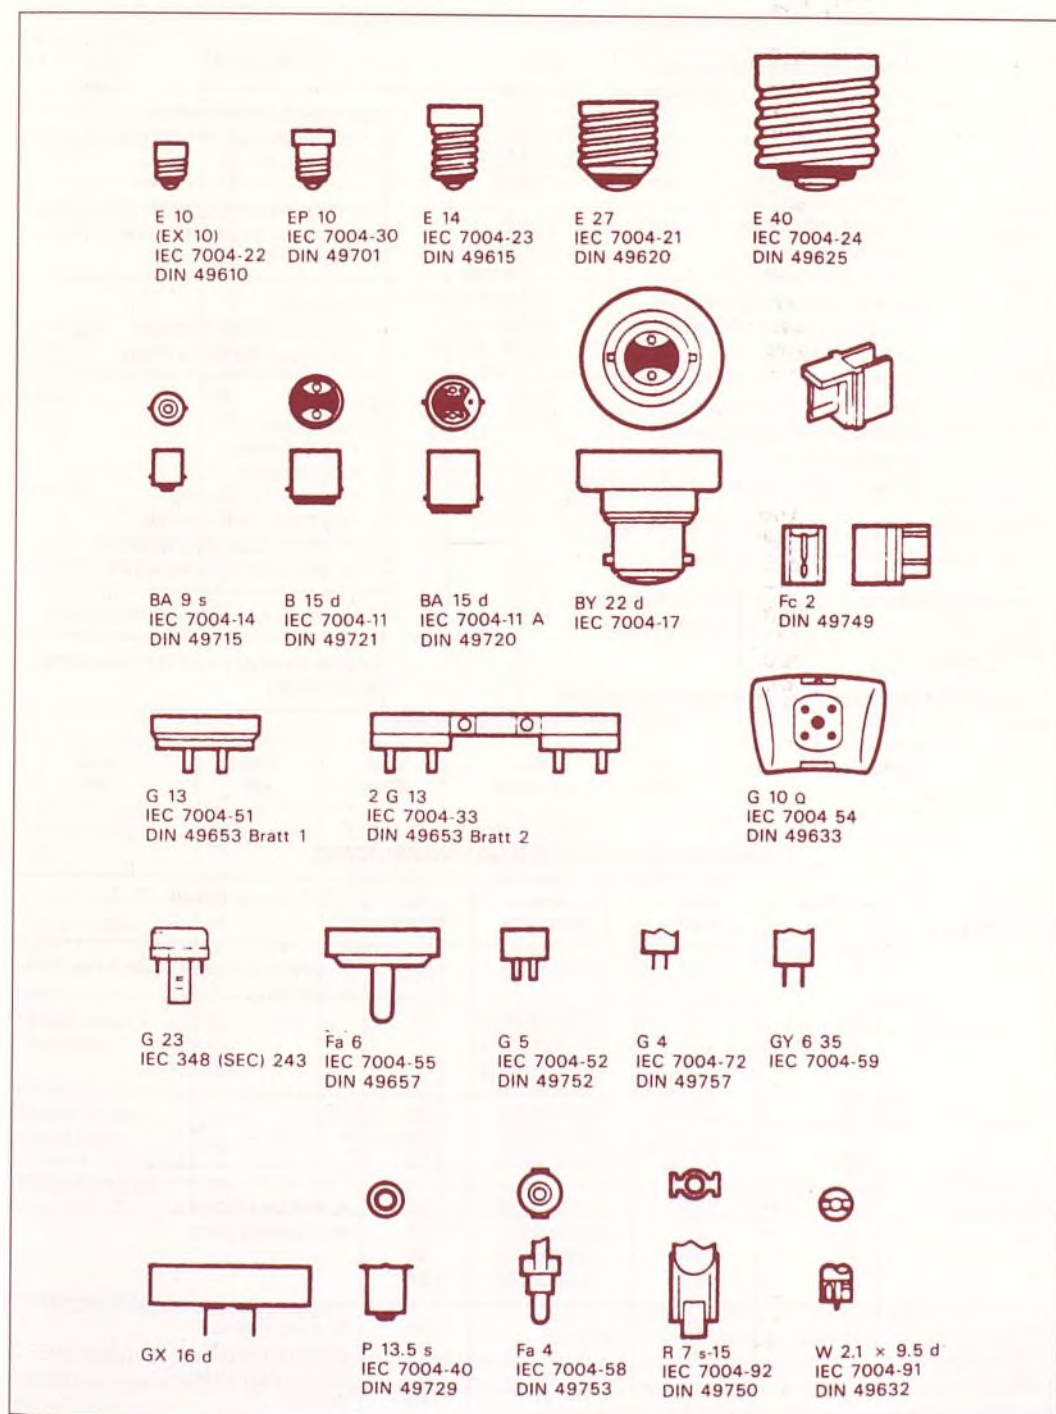 E 10
(EX 10)
IEC 7004-22
DIN 49610
EP 10
IEC 7004-30
DIN 49701
E 14
IEC 7004-23
DIN 49615
E 27
IEC 7004-21
DIN 49620
E 40
IEC 7004-24
DIN 49625
BA 9 s
IEC 7004-14
DIN 49715
B 15 d
IEC 7004-11
DIN 49721
BA 15 d
IEC 7004-11 A
DIN 49720
BY 22 d
IEC 7004-17
Fc 2
DIN 49749
G 13
IEC 7004-51
DIN 49653 Bratt 1
2 G 13
IEC 7004-33
DIN 49653 Bratt 2
G 10 Q
IEC 7004 54
DIN 49633
G 23
IEC 348 (SEC) 243
Fa 6
IEC 7004-55
DIN 49657
G 5
IEC 7004-52
DIN 49752
G 4
IEC 7004-72
DIN 49757
GY 6 35
IEC 7004-59
GX 16 d
P 13.5 s
IEC 7004-40
DIN 49729
Fa 4
IEC 7004-58
DIN 49753
R 7 s-15
IEC 7004-92
DIN 49750
W 2.1 × 9.5 d
IEC 7004-91
DIN 49632